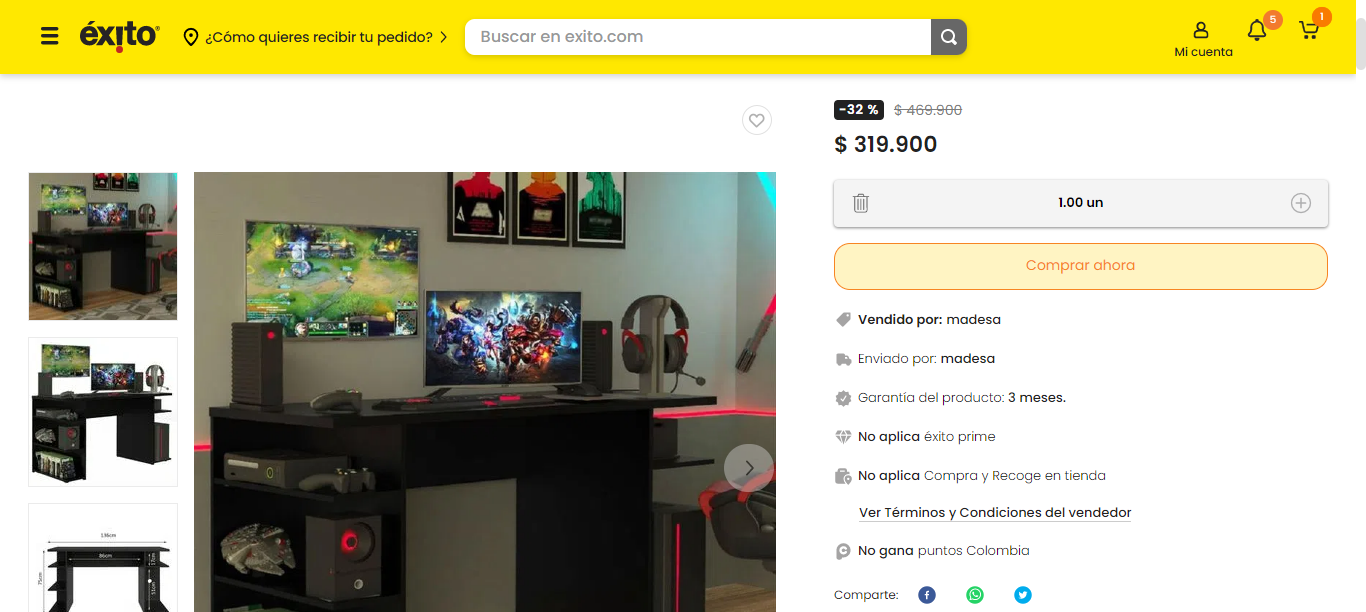 éxito
¿Cómo quieres recibir tu pedido?
Buscar en exito.com
Mi cuenta
5
1
-32 % $ 469.900
$ 319.900
1.00 un
Comprar ahora
Vendido por: madesa
Enviado por: madesa
Garantía del producto: 3 meses.
No aplica éxito prime
No aplica Compra y Recoge en tienda
Ver Términos y Condiciones del vendedor
No gana puntos Colombia
Comparte:
136cm
86cm
75cm